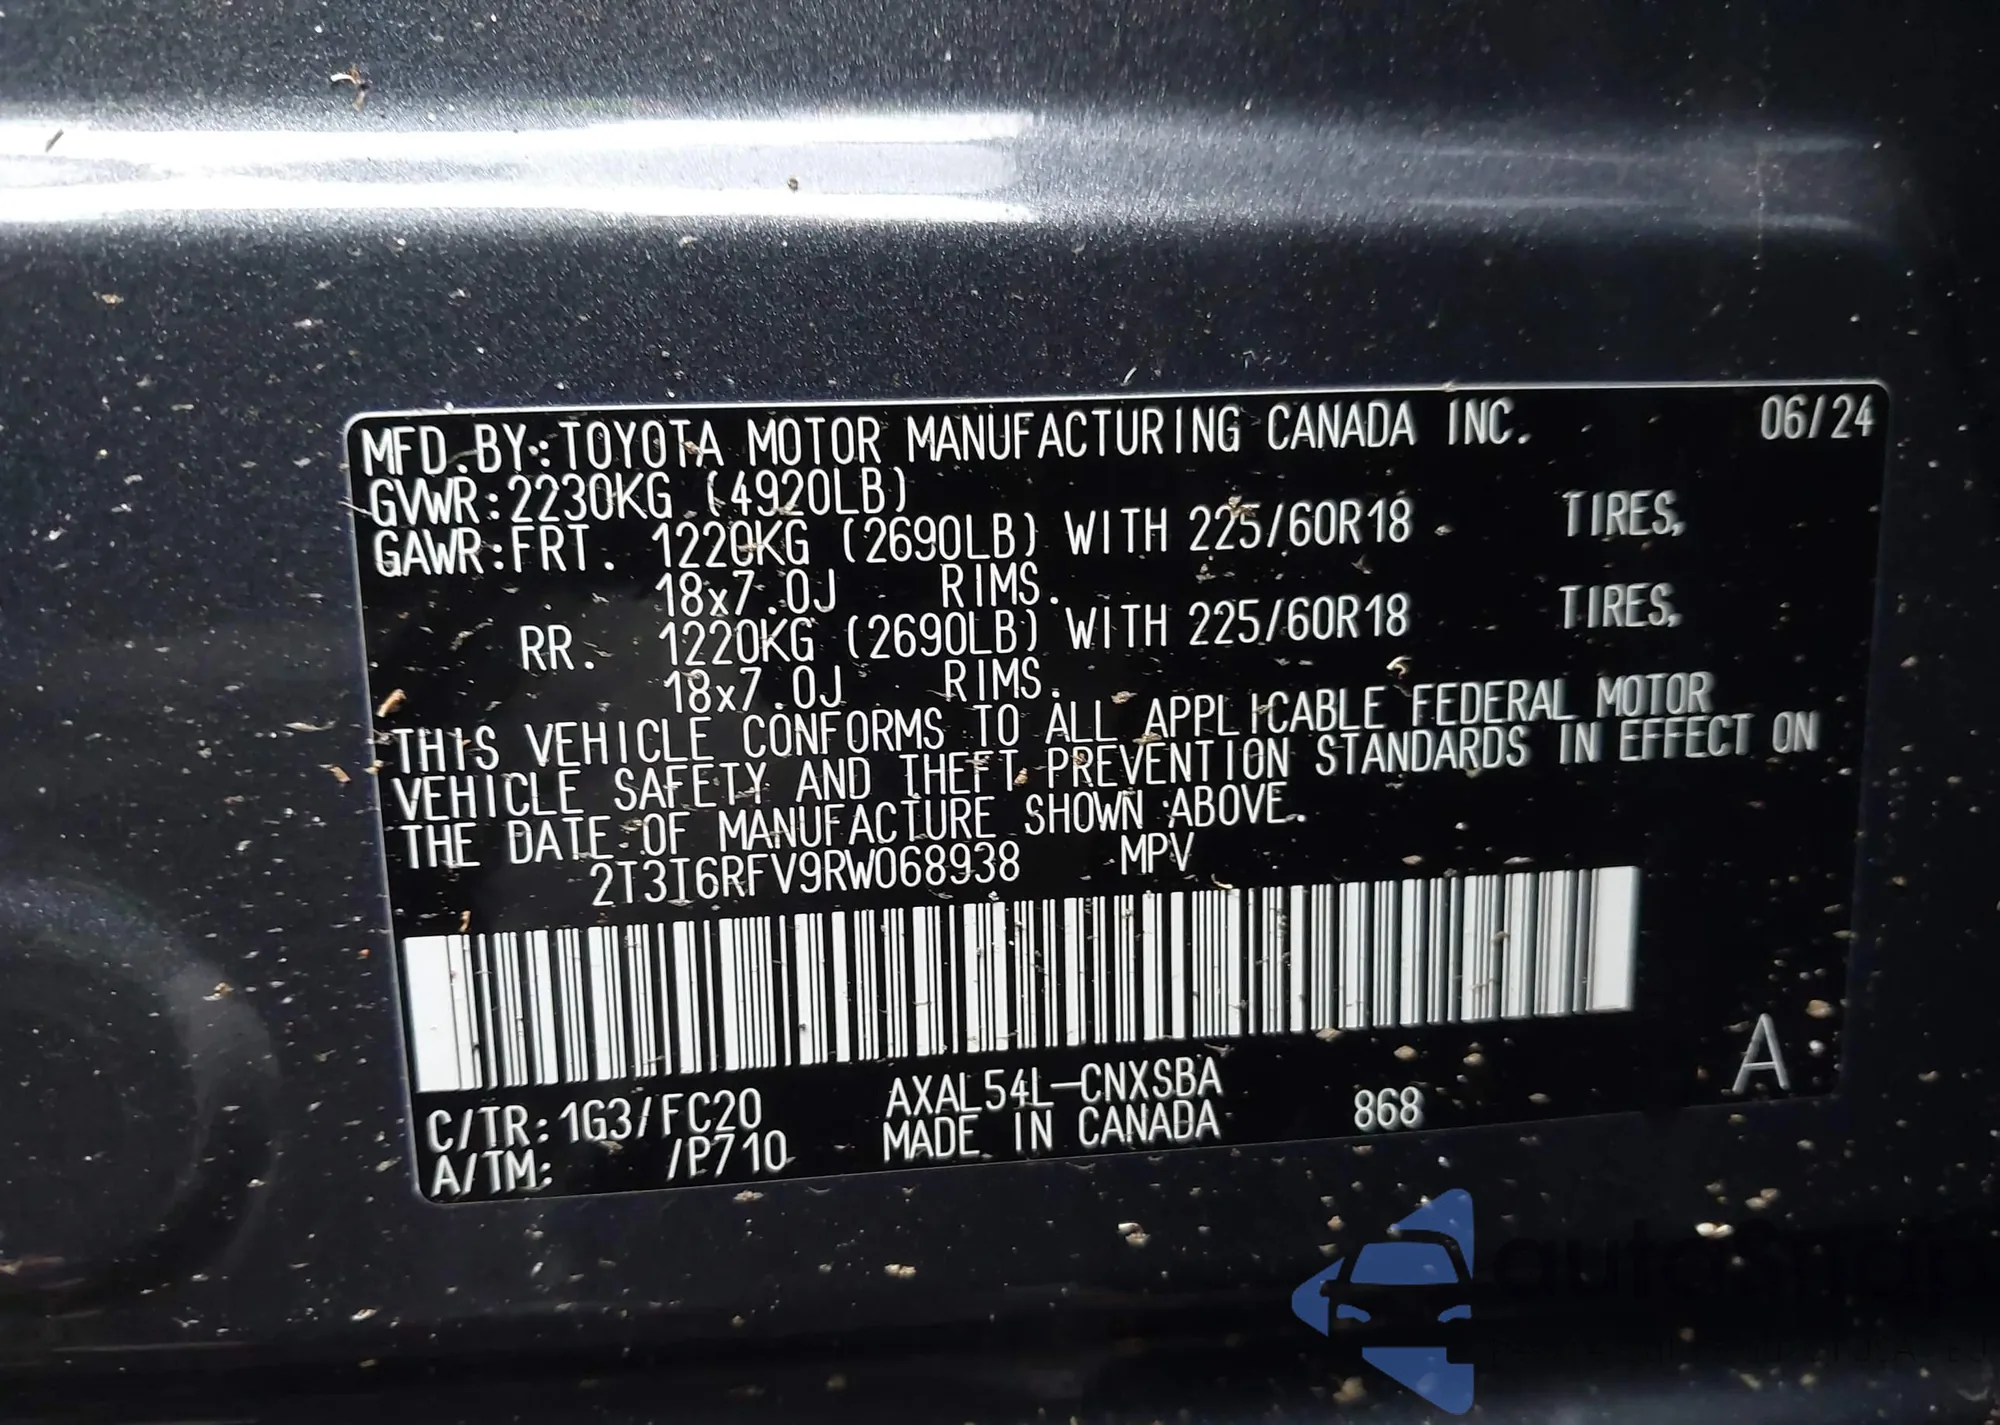 MFD.BY:TOYOTA MOTOR MANUFACTURING CANADA INC. 06/24
GVWR:2230KG (4920LB)
GAWR:FRT. 1220KG (2690LB) WITH 225/60R18 TIRES,
18x7.0J RIMS.
RR. 1220KG (2690LB) WITH 225/60R18 TIRES,
18x7.0J RIMS.
THIS VEHICLE CONFORMS TO ALL APPLICABLE FEDERAL MOTOR
VEHICLE SAFETY AND THEFT PREVENTION STANDARDS IN EFFECT ON
THE DATE OF MANUFACTURE SHOWN ABOVE.
2T3T6RFV9RW068938 MPV
A
C/TR:1G3/FC20 AXAL54L-CNXSBA 868
A/TM: /P710 MADE IN CANADA